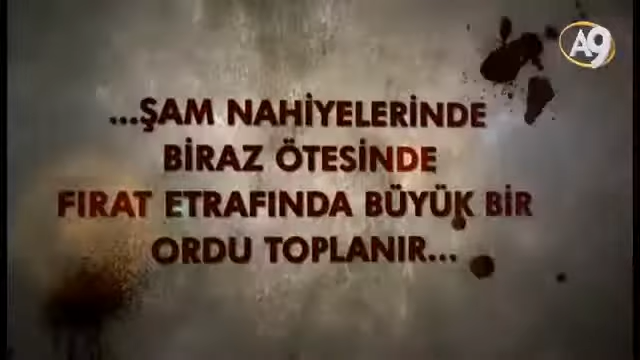 A9
...ŞAM NAHİYELERİNDE
BİRAZ ÖTESİNDE
FIRAT ETRAFINDA BÜYÜK BİR
ORDU TOPLANIR...